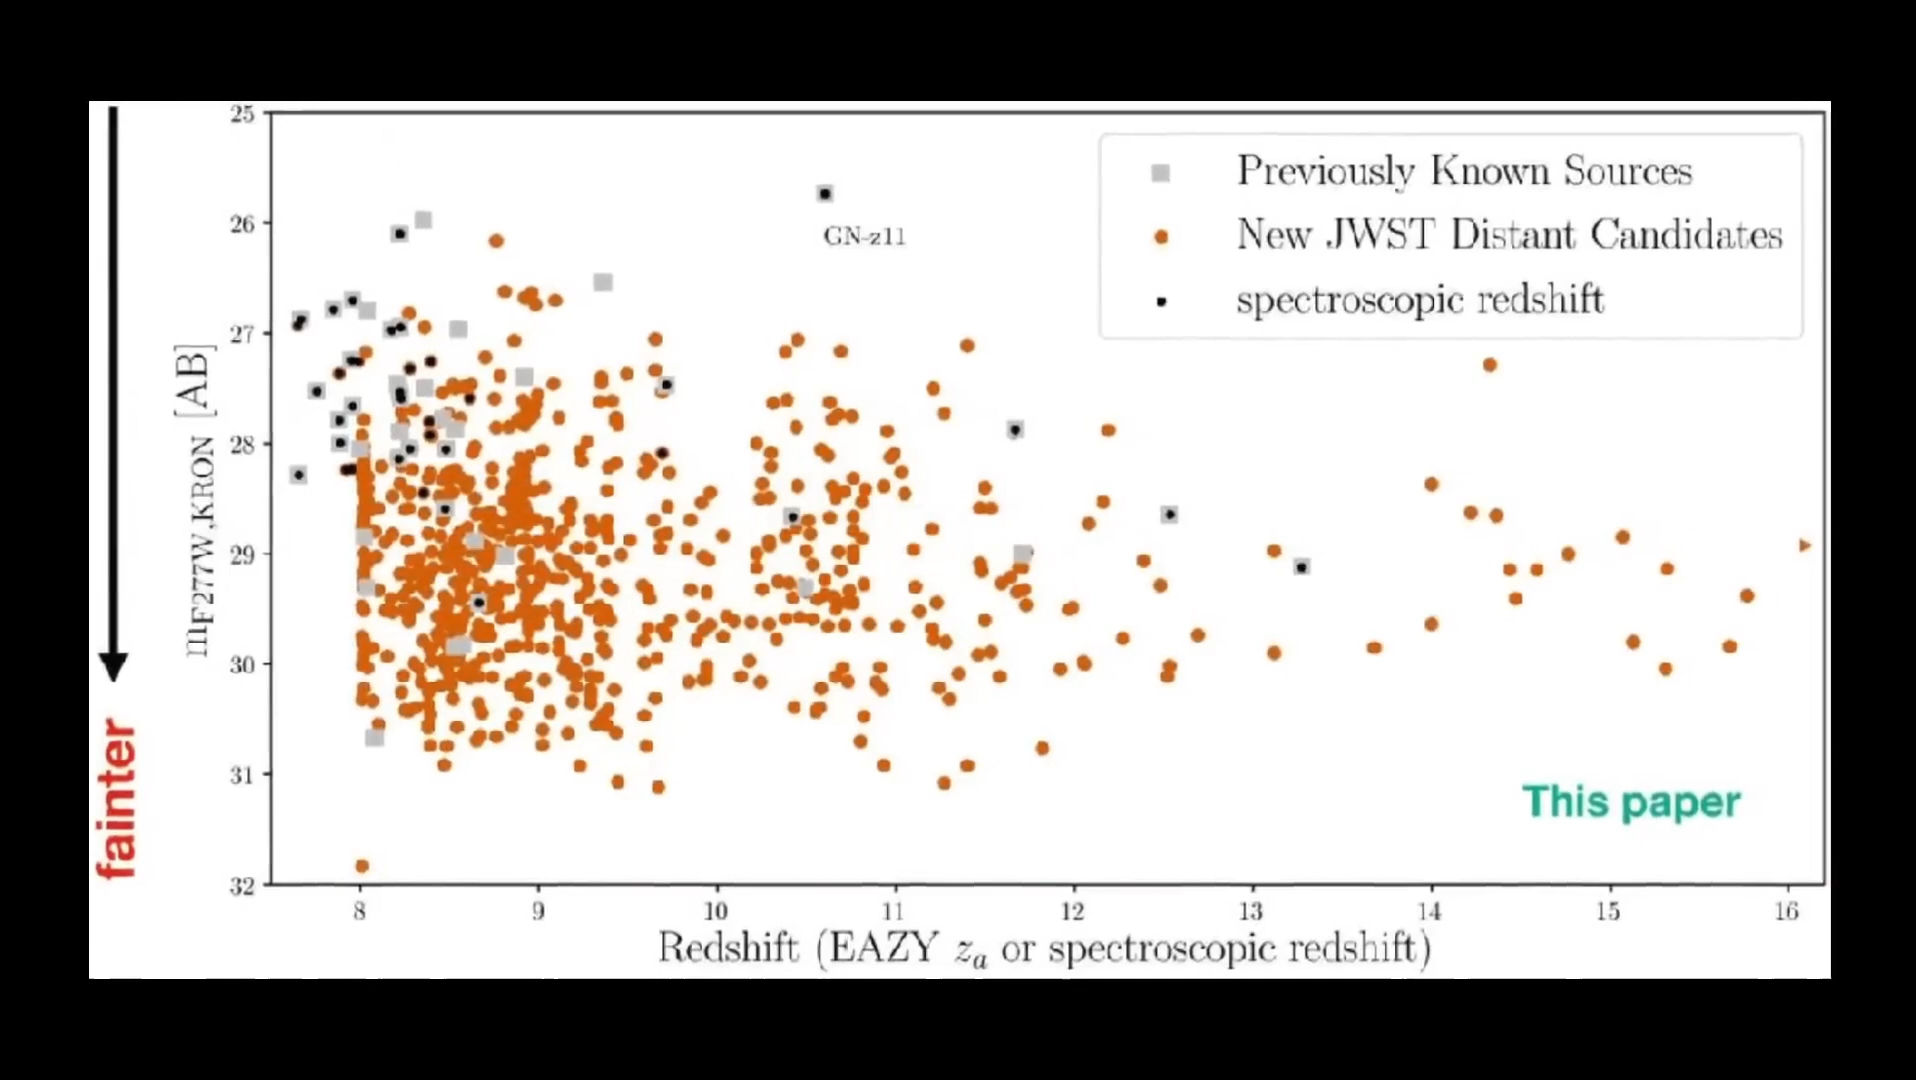 25
26
27
28
29
30
31
32
m_F277W,KRON [AB]
fainter
GN-z11
Previously Known Sources
New JWST Distant Candidates
spectroscopic redshift
This paper
8 9 10 11 12 13 14 15 16
Redshift (EAZY z_a or spectroscopic redshift)